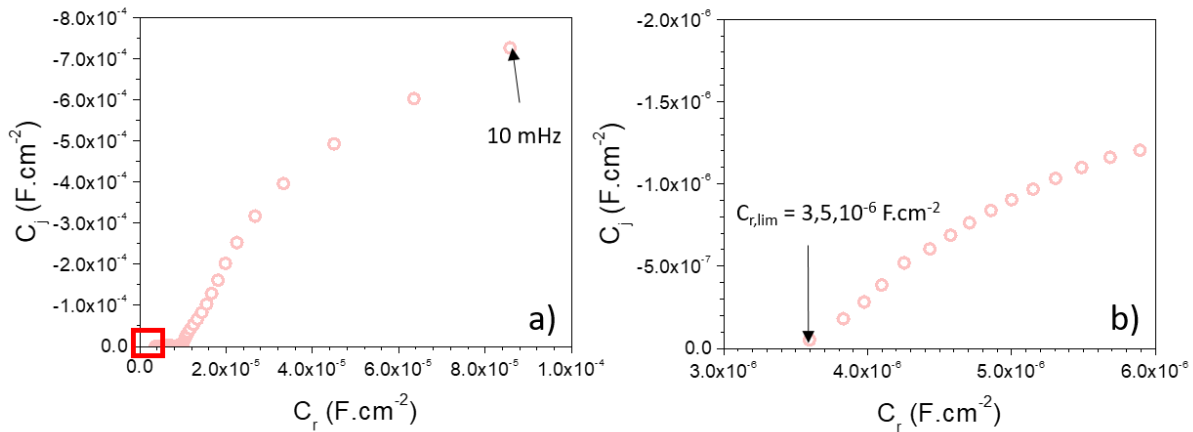 -8.0x10⁻⁴
-7.0x10⁻⁴
-6.0x10⁻⁴
-5.0x10⁻⁴
-4.0x10⁻⁴
-3.0x10⁻⁴
-2.0x10⁻⁴
-1.0x10⁻⁴
0.0
C_j (F.cm⁻²)
10 mHz
a)
0.0
2.0x10⁻⁵
4.0x10⁻⁵
6.0x10⁻⁵
8.0x10⁻⁵
1.0x10⁻⁴
C_r (F.cm⁻²)
-2.0x10⁻⁶
-1.5x10⁻⁶
-1.0x10⁻⁶
-5.0x10⁻⁷
0.0
C_j (F.cm⁻²)
C_r,lim = 3,5,10⁻⁶ F.cm⁻²
b)
3.0x10⁻⁶
4.0x10⁻⁶
5.0x10⁻⁶
6.0x10⁻⁶
C_r (F.cm⁻²)